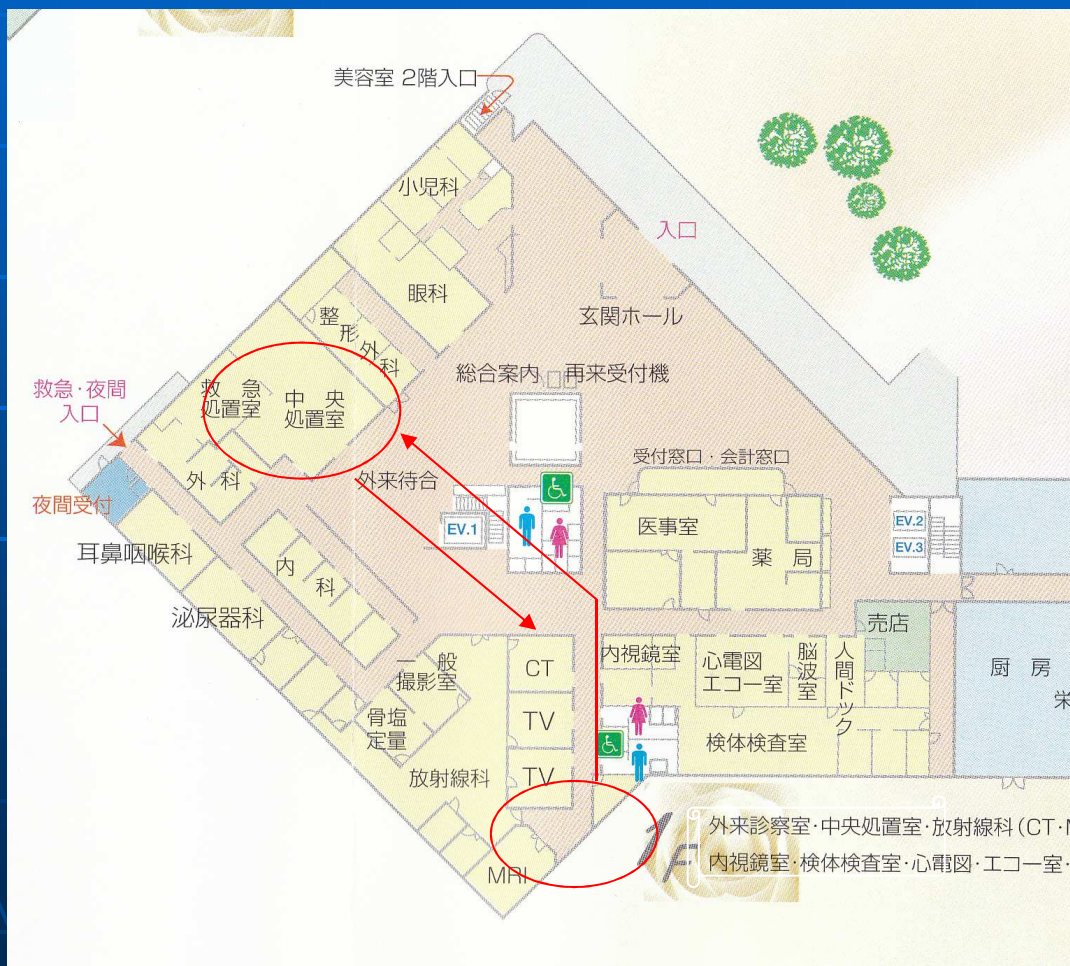 美容室 2階入口
小児科
入口
眼科
玄関ホール
整形外科
総合案内
再来受付機
救急・夜間
入口
救急
処置室
中央
処置室
受付窓口・会計窓口
外科
外来待合
夜間受付
EV.1
医事室
EV.2
薬局
EV.3
耳鼻咽喉科
内科
泌尿器科
売店
一般
撮影室
CT
内視鏡室
心電図
エコー室
脳波室
人間ドック
厨房
栄
骨塩
定量
TV
検体検査室
放射線科
TV
MRI
1F
外来診察室・中央処置室・放射線科(CT・M
内視鏡室・検体検査室・心電図・エコー室・